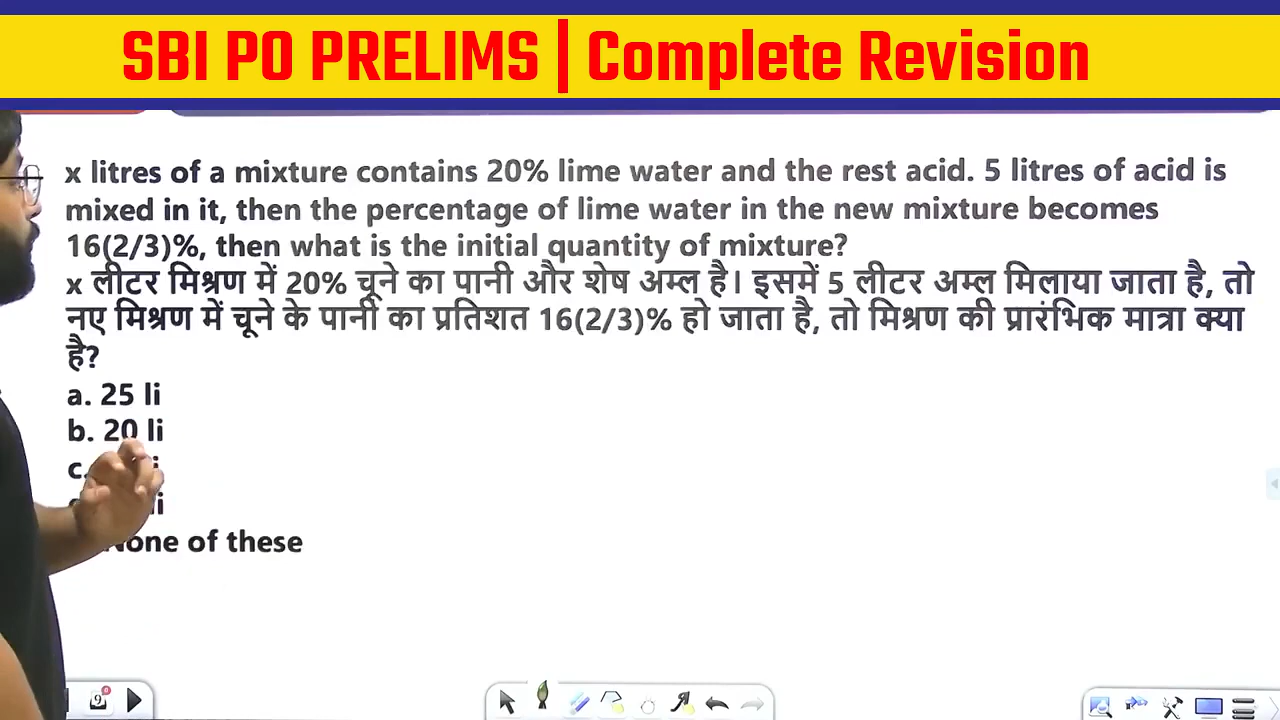 SBI PO PRELIMS | Complete Revision
x litres of a mixture contains 20% lime water and the rest acid. 5 litres of acid is
mixed in it, then the percentage of lime water in the new mixture becomes
16(2/3)%, then what is the initial quantity of mixture?
x लीटर मिश्रण में 20% चूने का पानी और शेष अम्ल है। इसमें 5 लीटर अम्ल मिलाया जाता है, तो
नए मिश्रण में चूने के पानी का प्रतिशत 16(2/3)% हो जाता है, तो मिश्रण की प्रारंभिक मात्रा क्या
है?
a. 25 li
b. 20 li
c.
li
None of these